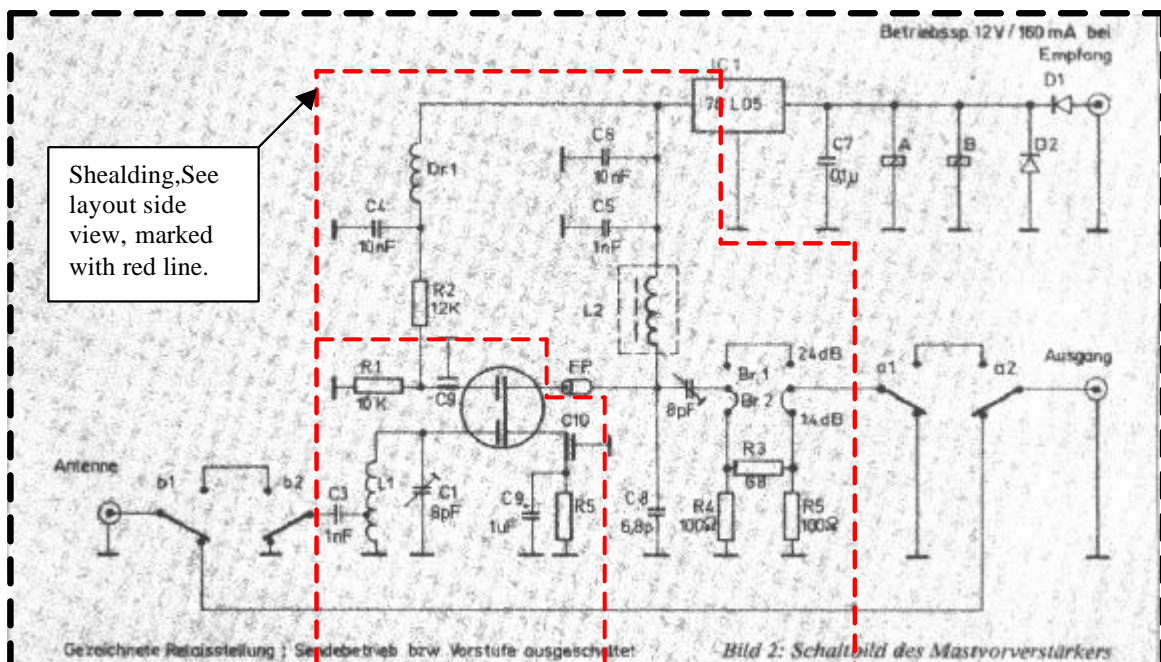 Betriebssp. 12V / 160 mA bei
Empfang
IC 1
D1
78 L05
Shealding,See
layout side
view, marked
with red line.
C6
10nF
Dr.1
C7
0,1µ
A
B
D2
C4
10nF
C5
1nF
R2
12K
L2
24dB
Ausgang
R1
10K
C9
F.P.
Br.1
a1
a2
8pF
Br.2
14dB
C10
Antenne
b1
b2
C3
1nF
L1
C1
8pF
C9
1uF
R5
C8
6,8p
R3
68
R4
100Ω
R5
100Ω
Gezeichnete Relaisstellung ; Sendebetrieb bzw Vorstufe ausgeschaltet
Bild 2: Schaltbild des Mastvorverstärkers